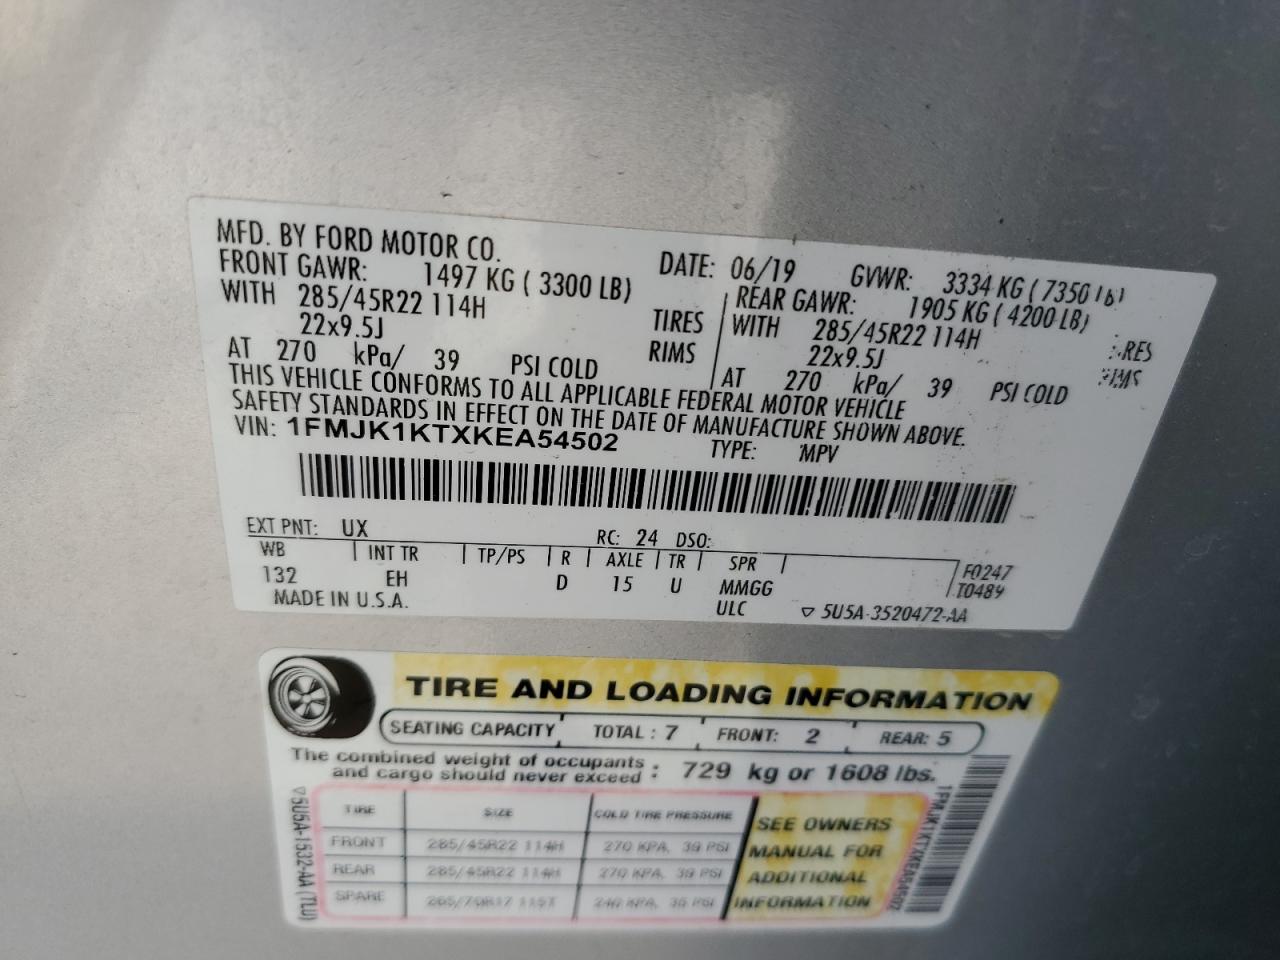 MFD. BY FORD MOTOR CO.
DATE: 06/19 GVWR: 3334 KG ( 7350 LB)
FRONT GAWR: 1497 KG ( 3300 LB) REAR GAWR: 1905 KG ( 4200 LB)
WITH 285/45R22 114H TIRES WITH 285/45R22 114H
22x9.5J RIMS 22x9.5J
AT 270 kPa/ 39 PSI COLD AT 270 kPa/ 39 PSI COLD
THIS VEHICLE CONFORMS TO ALL APPLICABLE FEDERAL MOTOR VEHICLE
SAFETY STANDARDS IN EFFECT ON THE DATE OF MANUFACTURE SHOWN ABOVE.
VIN: 1FMJK1KTXKEA54502 TYPE: MPV
EXT PNT: UX RC: 24 DSO:
WB INT TR TP/PS R AXLE TR SPR F0247
132 EH D 15 U MMGG T0489
MADE IN U.S.A. ULC ▽ 5U5A-3520472-AA
TIRE AND LOADING INFORMATION
SEATING CAPACITY TOTAL : 7 FRONT: 2 REAR: 5
The combined weight of occupants
and cargo should never exceed : 729 kg or 1608 lbs.
TIRE SIZE COLD TIRE PRESSURE
FRONT 285/45R22 114H 270 KPA, 39 PSI
REAR 285/45R22 114H 270 KPA, 39 PSI
SPARE 265/70R17 115T 240 KPA, 35 PSI
SEE OWNERS
MANUAL FOR
ADDITIONAL
INFORMATION
▽5U5A-1532-AA (7LU)
1FMJK1KTXKEA54502